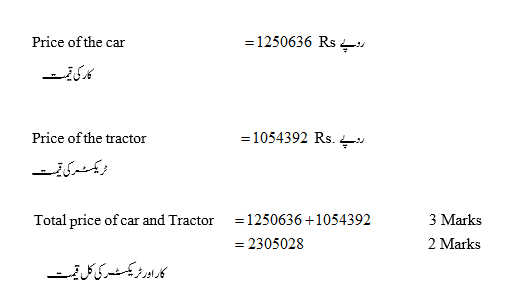 Price of the car =1250636 Rs روپے
کار کی قیمت
Price of the tractor =1054392 Rs. روپے
ٹریکٹر کی قیمت
Total price of car and Tractor =1250636+1054392 3 Marks
= 2305028 2 Marks
کار اور ٹریکٹر کی کل قیمت